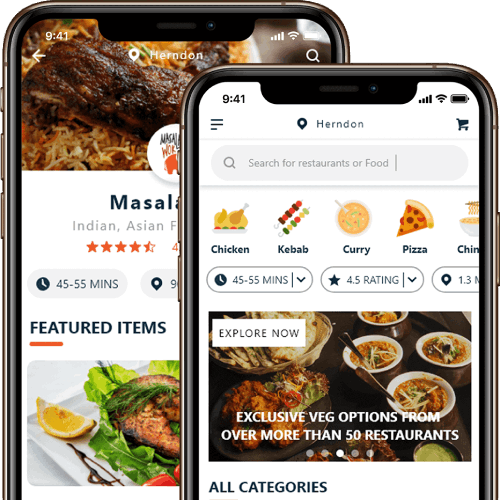 9:41
Herndon
MASALA
WOR
Masala
Indian, Asian F
4
45-55 MINS
9
FEATURED ITEMS
9:41
Herndon
Search for restaurants or Food
Chicken
Kebab
Curry
Pizza
Chin
45-55 MINS
4.5 RATING
1.3 M
EXPLORE NOW
EXCLUSIVE VEG OPTIONS FROM
OVER MORE THAN 50 RESTAURANTS
ALL CATEGORIES